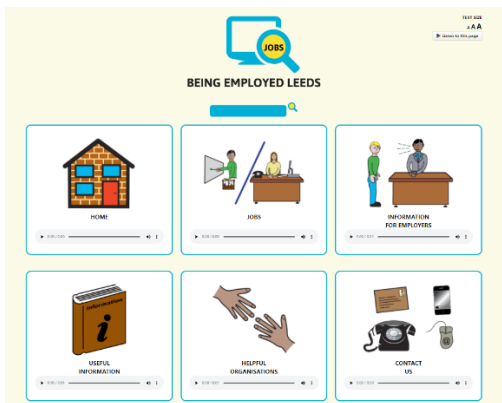 TEXT SIZE
A A A
Listen to this page
JOBS
BEING EMPLOYED LEEDS
HOME
JOBS
INFORMATION
FOR EMPLOYERS
Information
i
USEFUL
INFORMATION
HELPFUL
ORGANISATIONS
CONTACT
US